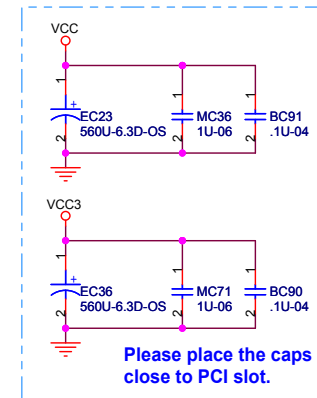 VCC
1 1 1
+
EC23 MC36 BC91
560U-6.3D-OS 1U-06 .1U-04
2 2 2
VCC3
1 1 1
+
EC36 MC71 BC90
560U-6.3D-OS 1U-06 .1U-04
2 2 2
Please place the caps
close to PCI slot.